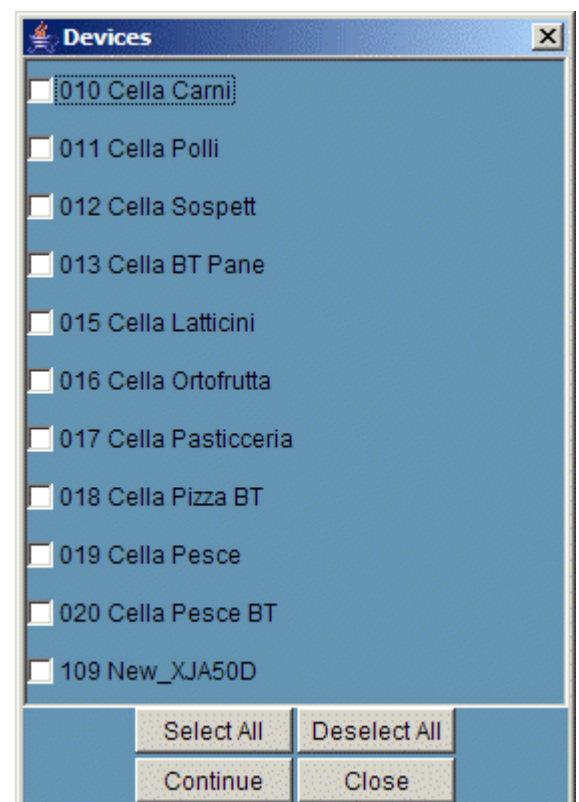 Devices
010 Cella Carni
011 Cella Polli
012 Cella Sospett
013 Cella BT Pane
015 Cella Latticini
016 Cella Ortofrutta
017 Cella Pasticceria
018 Cella Pizza BT
019 Cella Pesce
020 Cella Pesce BT
109 New_XJA50D
Select All Deselect All
Continue Close